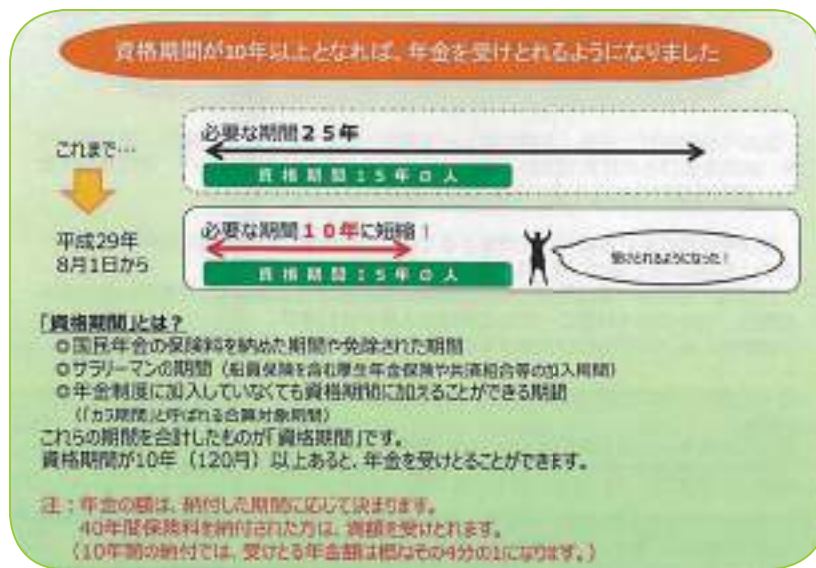 資格期間が10年以上となれば、年金を受けとれるようになりました
これまで…
必要な期間25年
資格期間15年の人
平成29年
8月1日から
必要な期間10年に短縮!
資格期間15年の人
受けとれるようになった!
「資格期間」とは?
○国民年金の保険料を納めた期間や免除された期間
○サラリーマンの期間(船員保険を含む厚生年金保険や共済組合等の加入期間)
○年金制度に加入していなくても資格期間に加えることができる期間
(「カラ期間」と呼ばれる合算対象期間)
これらの期間を合計したものが「資格期間」です。
資格期間が10年(120月)以上あると、年金を受けとることができます。
注:年金の額は、納付した期間に応じて決まります。
40年間保険料を納付された方は、満額を受けとれます。
(10年間の納付では、受けとる年金額は概ねその4分の1になります。)